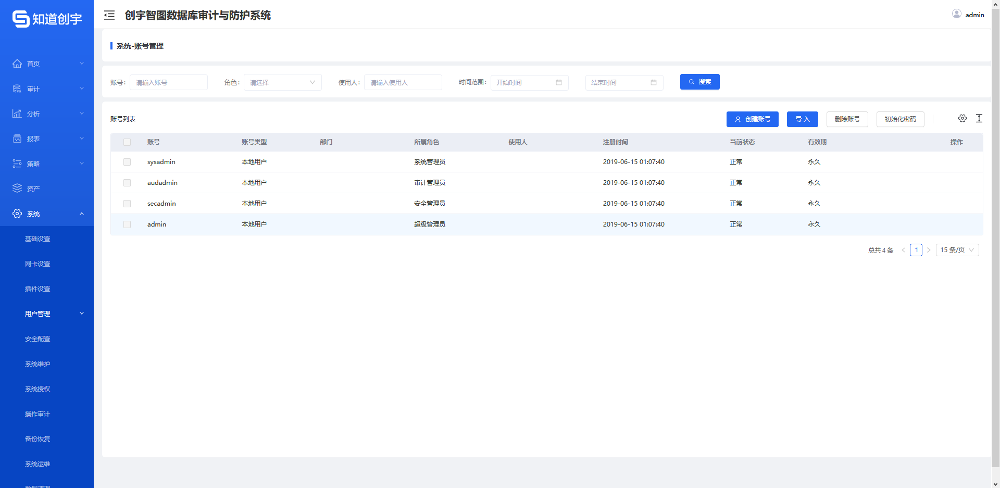 知道创宇
创宇智图数据库审计与防护系统
admin
首页
审计
分析
报表
策略
资产
系统
基础设置
网卡设置
插件设置
用户管理
安全配置
系统维护
系统授权
操作审计
备份恢复
系统运维
数据清理
系统-账号管理
账号: 请输入账号 角色: 请选择 使用人: 请输入使用人 时间范围: 开始时间 结束时间 搜索
账号列表 创建账号 导入 删除账号 初始化密码
账号 账号类型 部门 所属角色 使用人 注册时间 当前状态 有效期 操作
sysadmin 本地用户 系统管理员 2019-06-15 01:07:40 正常 永久
audadmin 本地用户 审计管理员 2019-06-15 01:07:40 正常 永久
secadmin 本地用户 安全管理员 2019-06-15 01:07:40 正常 永久
admin 本地用户 超级管理员 2019-06-15 01:07:40 正常 永久
总共 4 条 1 15 条/页